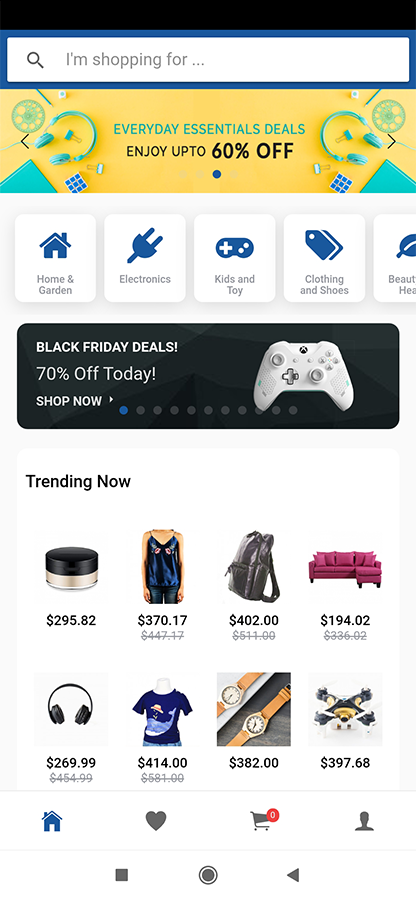 I'm shopping for ...
EVERYDAY ESSENTIALS DEALS
ENJOY UPTO 60% OFF
Home & Garden
Electronics
Kids and Toy
Clothing and Shoes
Beaut
Hea
BLACK FRIDAY DEALS!
70% Off Today!
SHOP NOW
Trending Now
$295.82
$370.17
$447.17
$402.00
$511.00
$194.02
$336.02
$269.99
$454.99
$414.00
$581.00
$382.00
$397.68
0